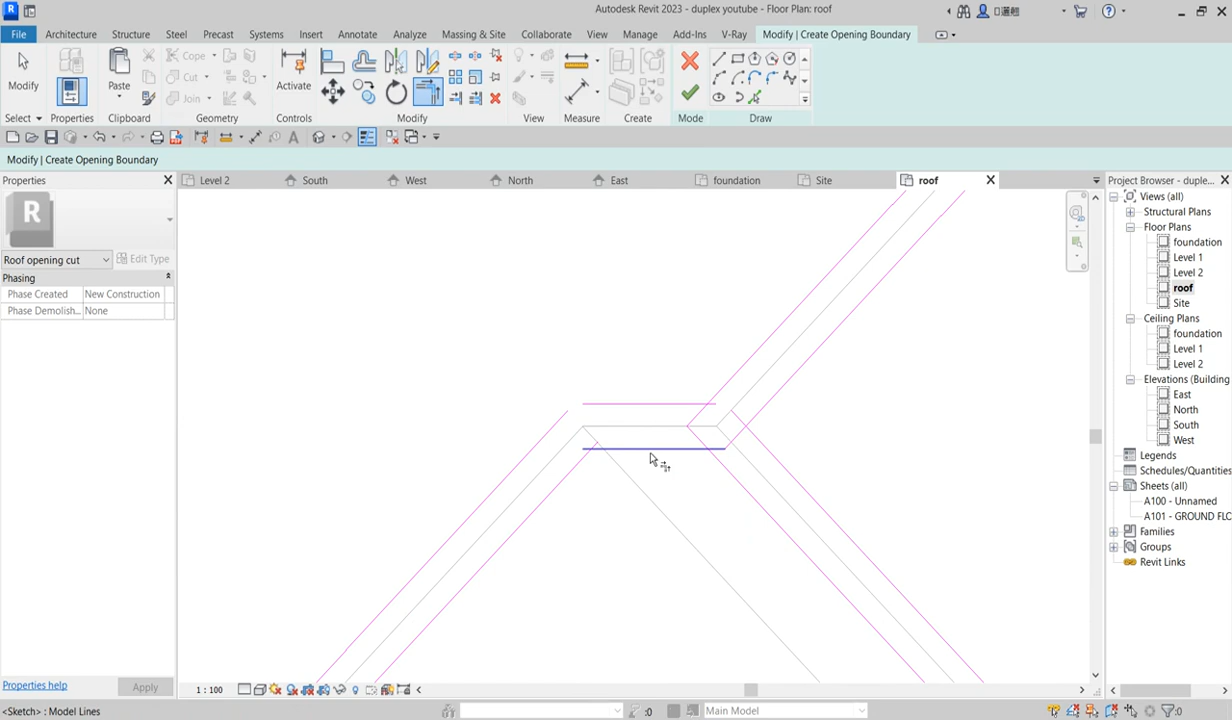 Autodesk Revit 2023 - duplex youtube - Floor Plan: roof
File Architecture Structure Steel Precast Systems Insert Annotate Analyze Massing & Site Collaborate View Manage Add-Ins V-Ray Modify | Create Opening Boundary
Modify Paste Cope Cut Join Activate
Select Properties Clipboard Geometry Controls Modify View Measure Create Mode Draw
Modify | Create Opening Boundary
Properties
Level 2 South West North East foundation Site roof
Project Browser - duple...
R
Roof opening cut
Edit Type
Phasing
Phase Created New Construction
Phase Demolish... None
Properties help
Apply
Views (all)
Structural Plans
Floor Plans
foundation
Level 1
Level 2
roof
Site
Ceiling Plans
foundation
Level 1
Level 2
Elevations (Building
East
North
South
West
Legends
Schedules/Quantities
Sheets (all)
A100 - Unnamed
A101 - GROUND FLC
Families
Groups
Revit Links
1 : 100
<Sketch> : Model Lines
:0
Main Model
:0